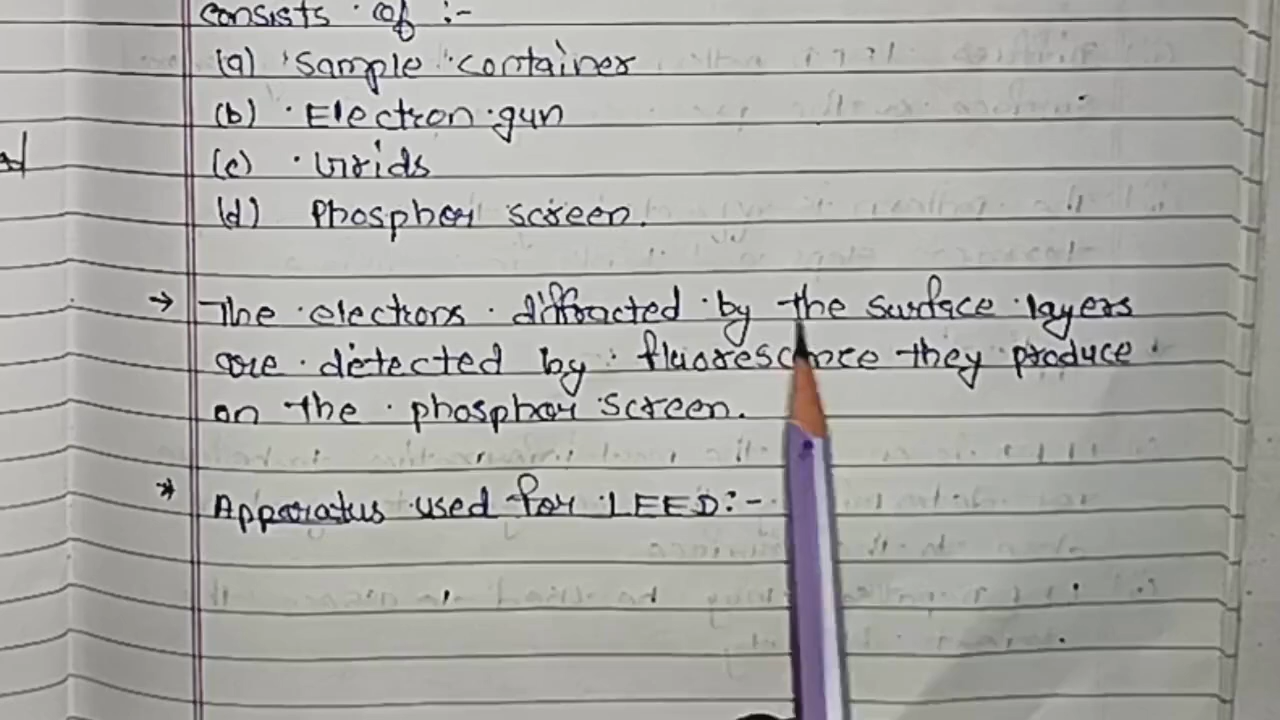 consists of :-
(a) Sample container
(b) Electron gun
(c) Grids
(d) Phosphor screen.
→ The electrons diffracted by the surface layers
are detected by fluorescence they produce
on the phosphor screen.
* Apparatus used for LEED:-